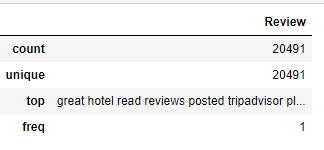 Review
count 20491
unique 20491
top great hotel read reviews posted tripadvisor pl...
freq 1